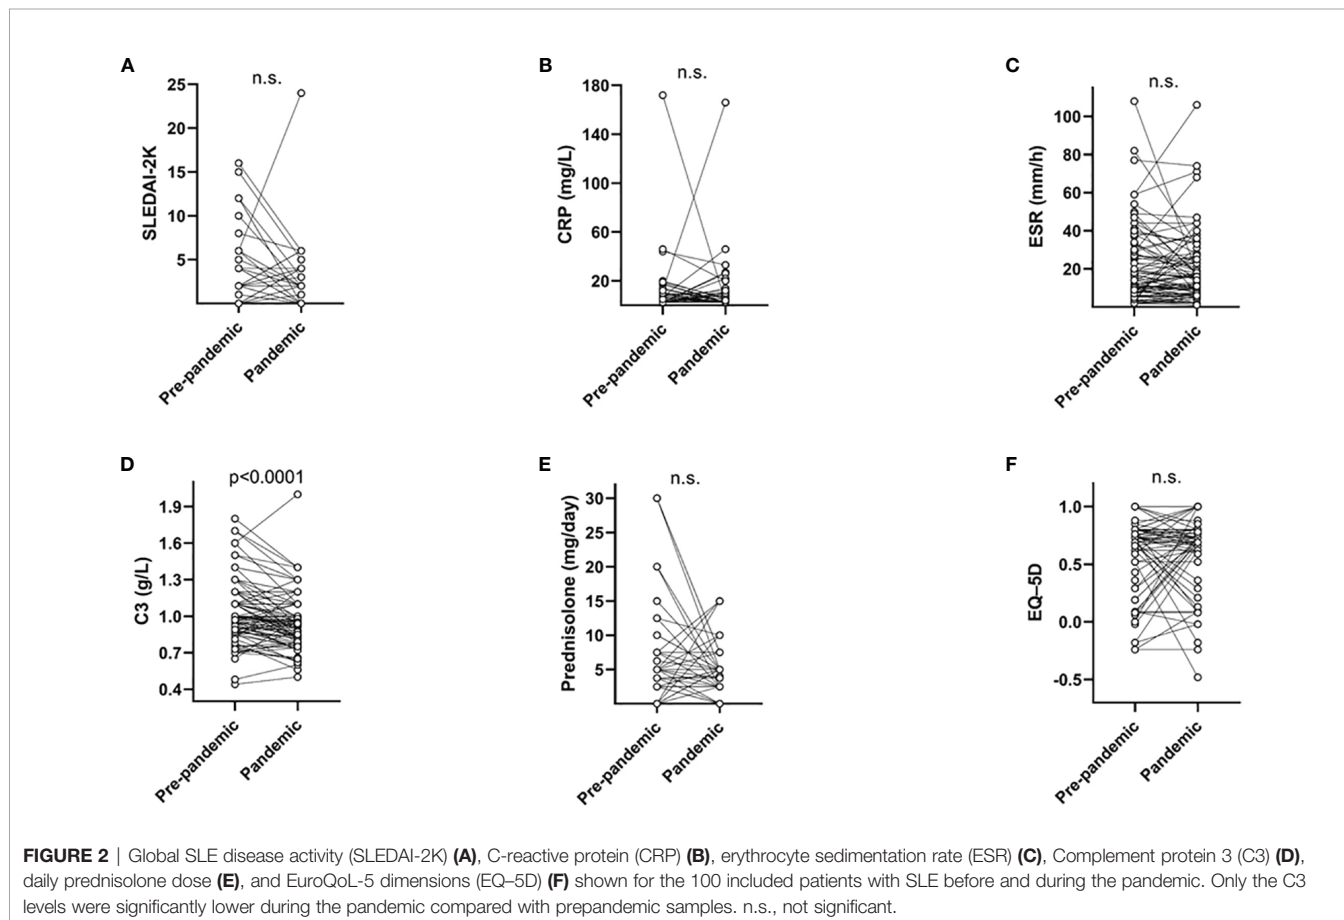 A
n.s.
25
20
15
10
5
SLEDAI-2K
Pre-pandemic
Pandemic
B
n.s.
180
140
100
60
20
CRP (mg/L)
Pre-pandemic
Pandemic
C
n.s.
100
80
60
40
20
ESR (mm/h)
Pre-pandemic
Pandemic
D
p<0.0001
1.9
1.6
1.3
1.0
0.7
0.4
C3 (g/L)
Pre-pandemic
Pandemic
E
n.s.
30
25
20
15
10
5
Prednisolone (mg/day)
Pre-pandemic
Pandemic
F
n.s.
1.0
0.5
0.0
-0.5
EQ–5D
Pre-pandemic
Pandemic
FIGURE 2 | Global SLE disease activity (SLEDAI-2K) (A), C-reactive protein (CRP) (B), erythrocyte sedimentation rate (ESR) (C), Complement protein 3 (C3) (D),
daily prednisolone dose (E), and EuroQoL-5 dimensions (EQ–5D) (F) shown for the 100 included patients with SLE before and during the pandemic. Only the C3
levels were significantly lower during the pandemic compared with prepandemic samples. n.s., not significant.